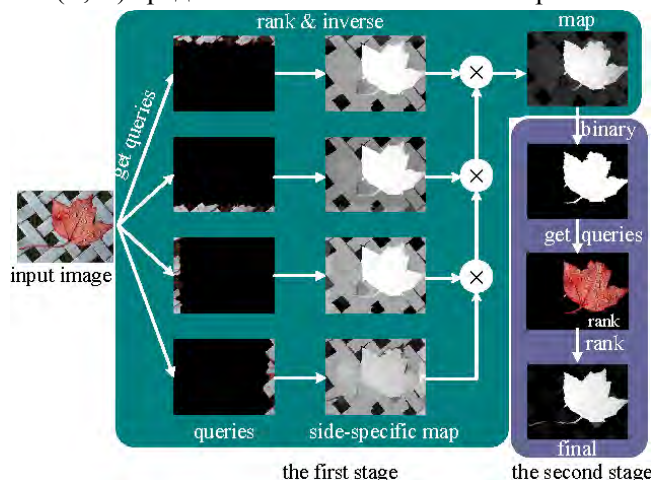 rank & inverse
map
get queries
binary
get queries
input image
rank
rank
queries
side-specific map
final
the first stage
the second stage